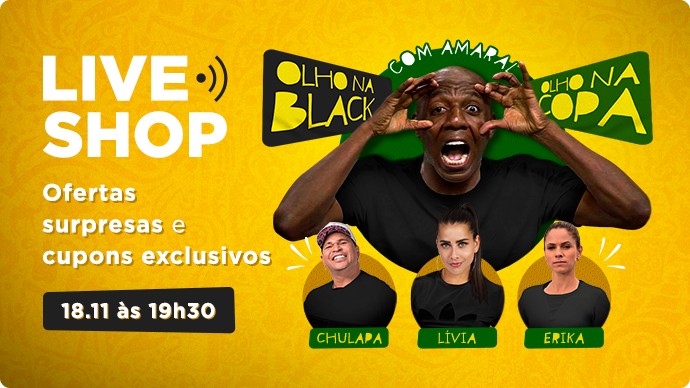 LIVE
SHOP
Ofertas
surpresas e
cupons exclusivos
18.11 às 19h30
COM AMARAL
OLHO NA
BLACK
OLHO NA
COPA
CHULAPA
LÍVIA
ERIKA